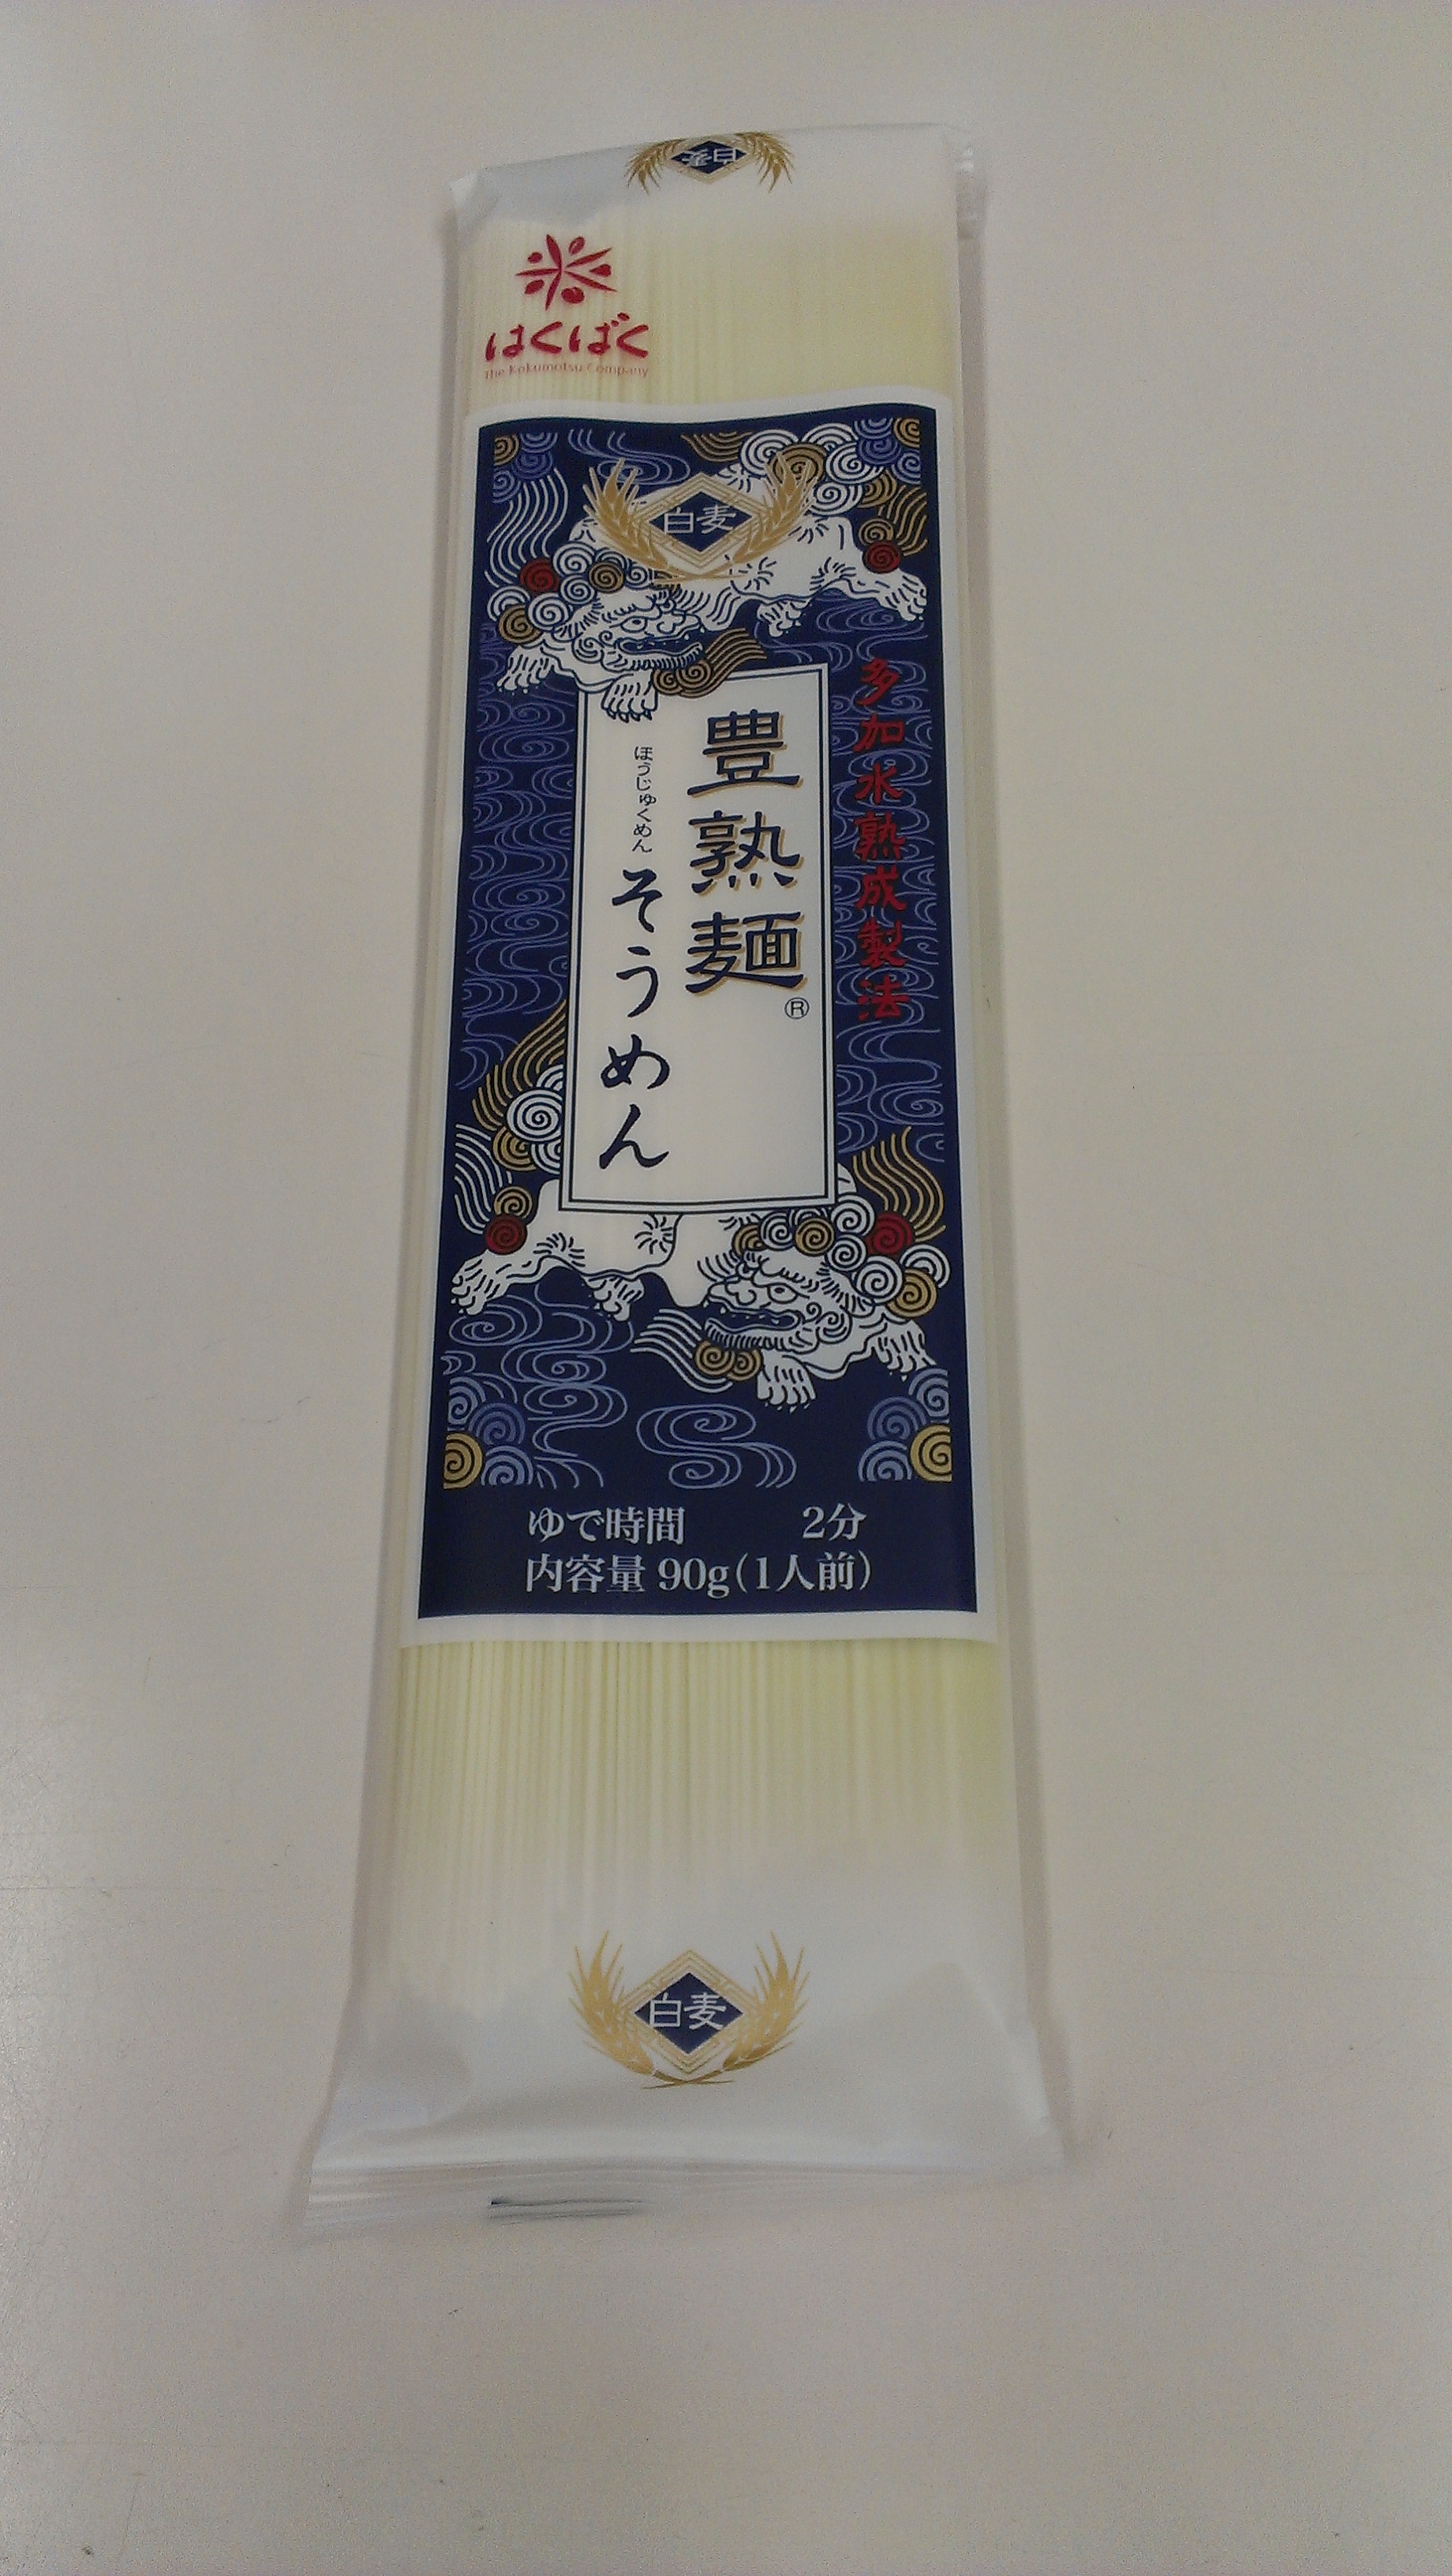 白麦
はくばく
The Kokumotsu Company
白麦
多加水熟成製法
豊熟麺®
ほうじゅくめん
そうめん
ゆで時間 2分
内容量 90g(1人前)
白麦